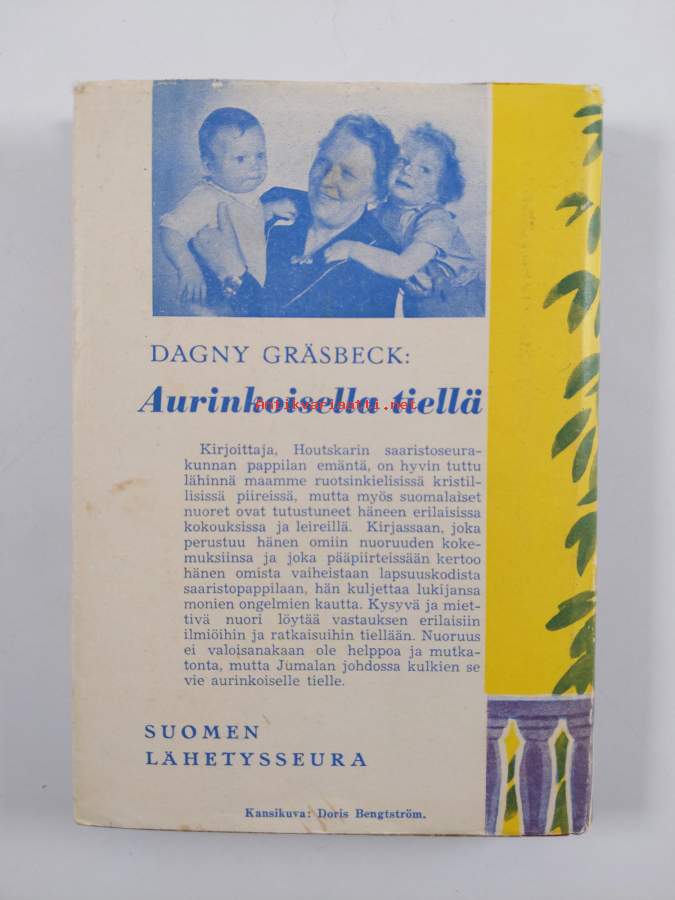 DAGNY GRÄSBECK:
Aurinkoisella tiellä
Antikvariaatti.net
Kirjoittaja, Houtskarin saaristoseura-
kunnan pappilan emäntä, on hyvin tuttu
lähinnä maamme ruotsinkielisissä kristil-
lisissä piireissä, mutta myös suomalaiset
nuoret ovat tutustuneet häneen erilaisissa
kokouksissa ja leireillä. Kirjassaan, joka
perustuu hänen omiin nuoruuden koke-
muksiinsa ja joka pääpiirteissään kertoo
hänen omista vaiheistaan lapsuuskodista
saaristopappilaan, hän kuljettaa lukijansa
monien ongelmien kautta. Kysyvä ja miet-
tivä nuori löytää vastauksen erilaisiin
ilmiöihin ja ratkaisuihin tiellään. Nuoruus
ei valoisanakaan ole helppoa ja mutka-
tonta, mutta Jumalan johdossa kulkien se
vie aurinkoiselle tielle.
SUOMEN
LÄHETYSSEURA
Kansikuva: Doris Bengtström.